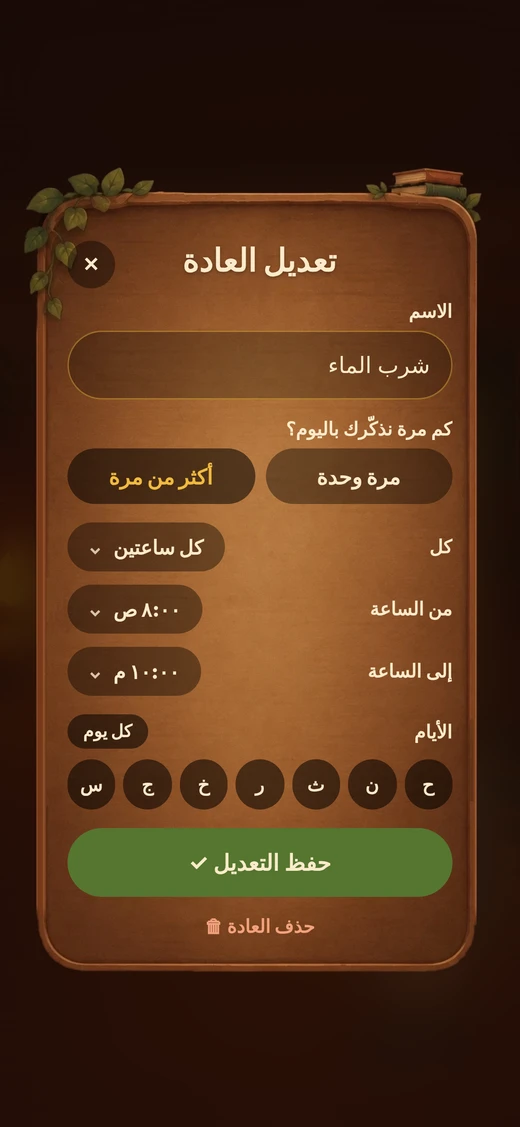 تعديل العادة ×
الاسم
شرب الماء
كم مرة نذكّرك باليوم؟
مرة وحدة أكثر من مرة
كل كل ساعتين
من الساعة ٨:٠٠ ص
إلى الساعة ١٠:٠٠ م
الأيام كل يوم
ح ن ث ر خ ج س
حفظ التعديل ✓
حذف العادة 🗑